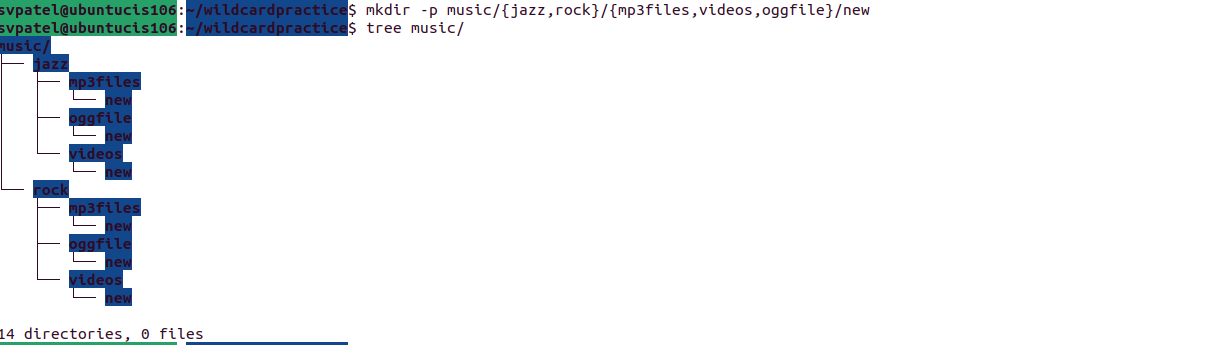 svpatel@ubuntucis106:~/wildcardpractice$ mkdir -p music/{jazz,rock}/{mp3files,videos,oggfile}/new
svpatel@ubuntucis106:~/wildcardpractice$ tree music/
music/
├── jazz
│   ├── mp3files
│   │   └── new
│   ├── oggfile
│   │   └── new
│   └── videos
│       └── new
└── rock
    ├── mp3files
    │   └── new
    ├── oggfile
    │   └── new
    └── videos
        └── new
14 directories, 0 files